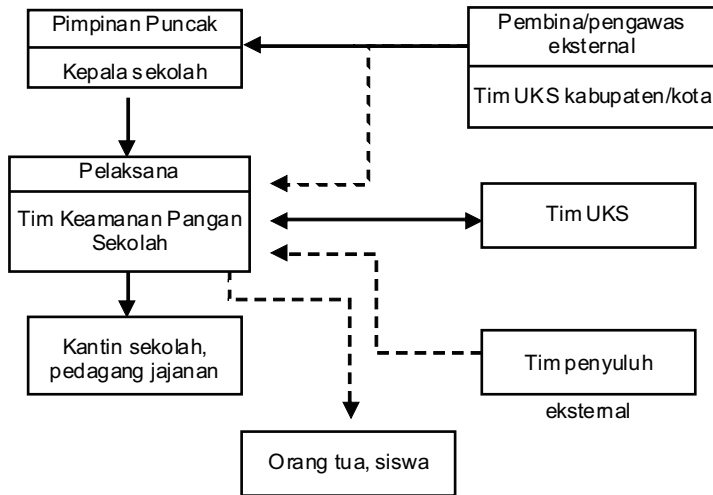 Pimpinan Puncak
Kepala sekolah
Pembina/pengawas
eksternal
Tim UKS kabupaten/kota
Pelaksana
Tim Keamanan Pangan
Sekolah
Tim UKS
Kantin sekolah,
pedagang jajanan
Tim penyuluh
eksternal
Orang tua, siswa